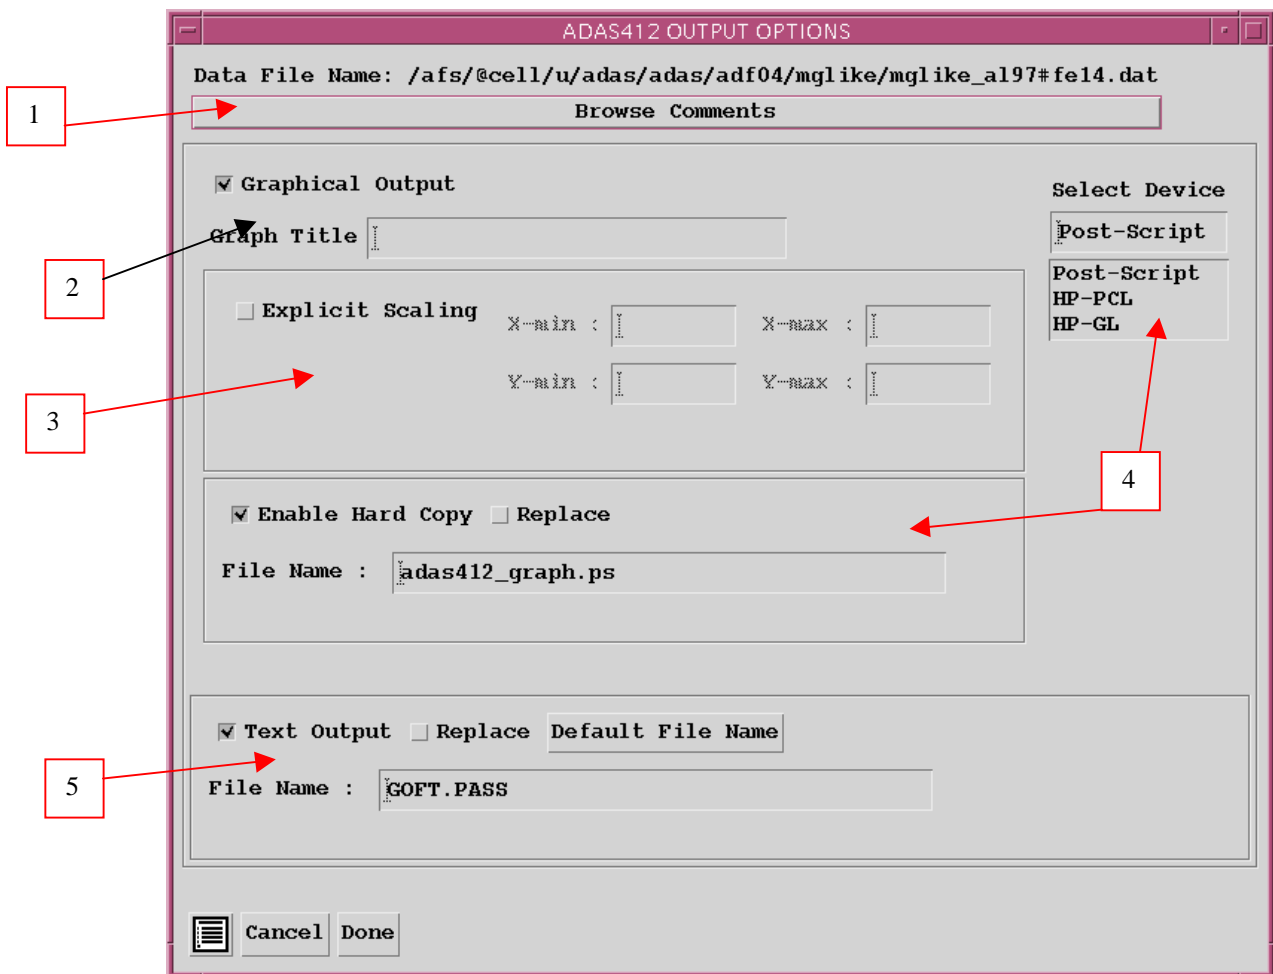 ADAS412 OUTPUT OPTIONS
Data File Name: /afs/@cell/u/adas/adas/adf04/mglike/mglike_al97#fe14.dat
1
Browse Comments
Graphical Output
Select Device
Graph Title
Post-Script
2
Post-Script
HP-PCL
HP-GL
Explicit Scaling
X-min :
X-max :
Y-min :
Y-max :
3
4
Enable Hard Copy
Replace
File Name :
adas412_graph.ps
Text Output
Replace
Default File Name
5
File Name :
GOFT.PASS
Cancel
Done